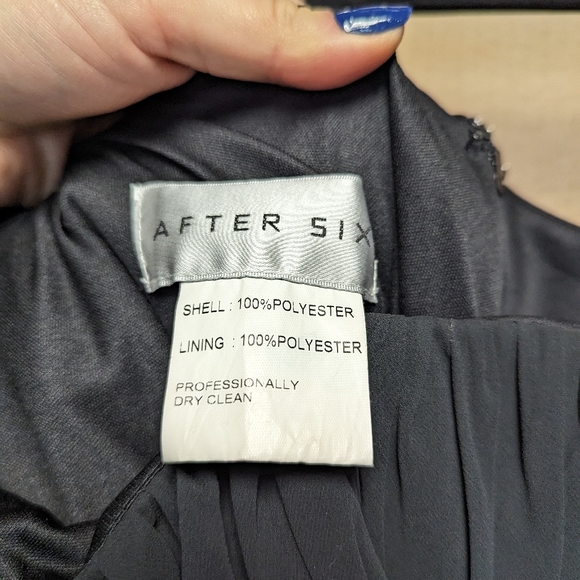 AFTER SIX
SHELL : 100%POLYESTER
LINING : 100%POLYESTER
PROFESSIONALLY
DRY CLEAN